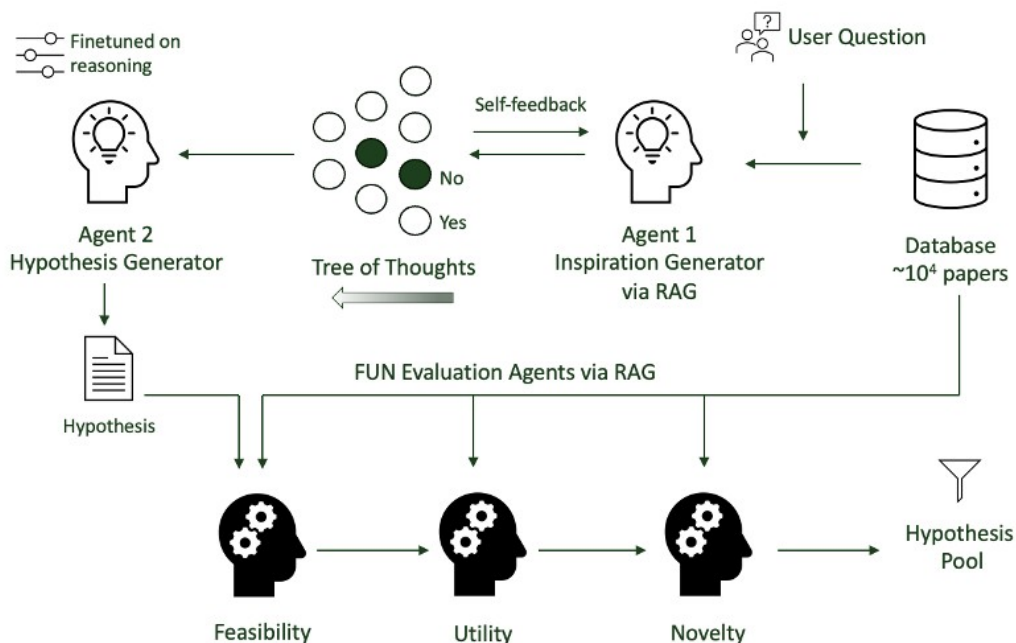 Finetuned on
reasoning
?
User Question
Self-feedback
No
Yes
Agent 2
Hypothesis Generator
Tree of Thoughts
Agent 1
Inspiration Generator
via RAG
Database
~10⁴ papers
FUN Evaluation Agents via RAG
Hypothesis
Hypothesis
Pool
Feasibility
Utility
Novelty